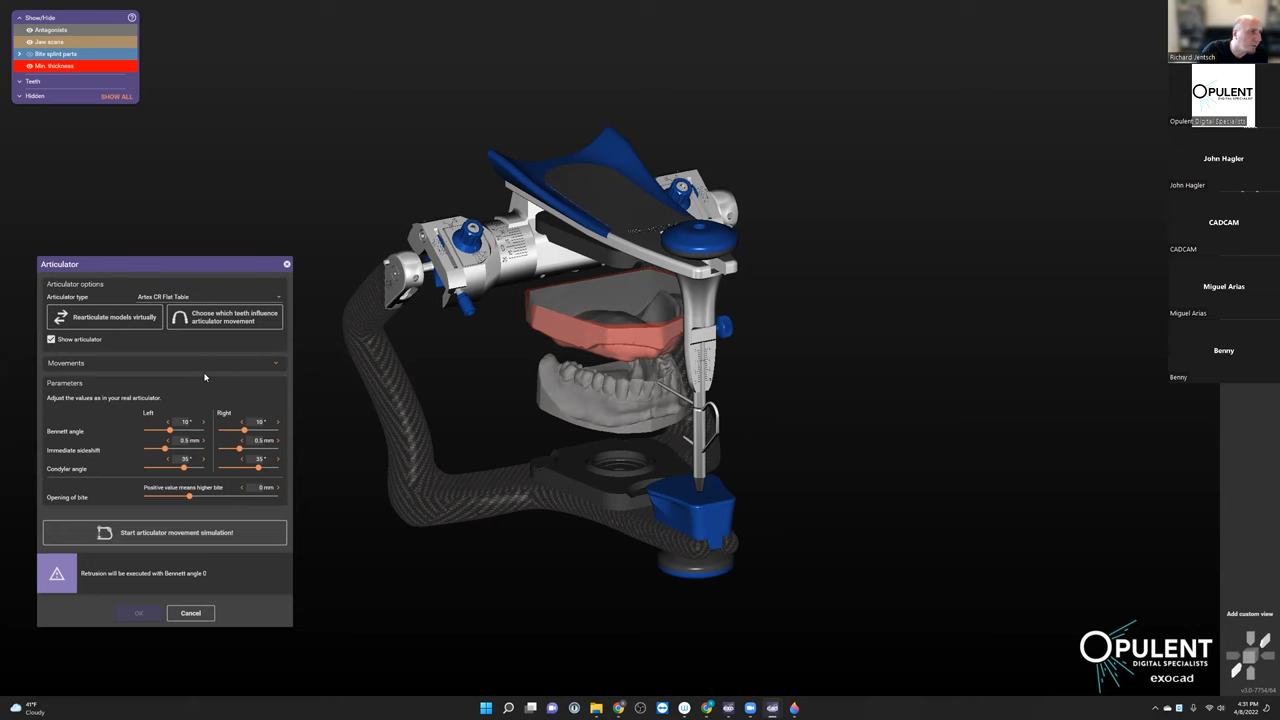 Show/Hide
Antagonists
Jaw scans
Bite splint parts
Min. thickness
Teeth
Hidden
SHOW ALL
Articulator
Articulator options
Articulator type
Artex CR Flat Table
Rearticulate models virtually
Choose which teeth influence
articulator movement
Show articulator
Movements
Parameters
Adjust the values as in your real articulator.
Left
Right
Bennett angle
10 °
10 °
Immediate sideshift
0.5 mm
0.5 mm
Condylar angle
35 °
35 °
Opening of bite
Positive value means higher bite
0 mm
Start articulator movement simulation!
Retrusion will be executed with Bennett angle 0
OK
Cancel
Richard Jentsch
OPULENT
DIGITAL SPECIALISTS
Opulent Digital Specialists
John Hagler
John Hagler
CADCAM
CADCAM
Miguel Arias
Miguel Arias
Benny
Benny
Add custom view
OPULENT
DIGITAL SPECIALISTS
exocad
v3.0-7754/64
41°F
Cloudy
4:31 PM
4/8/2022